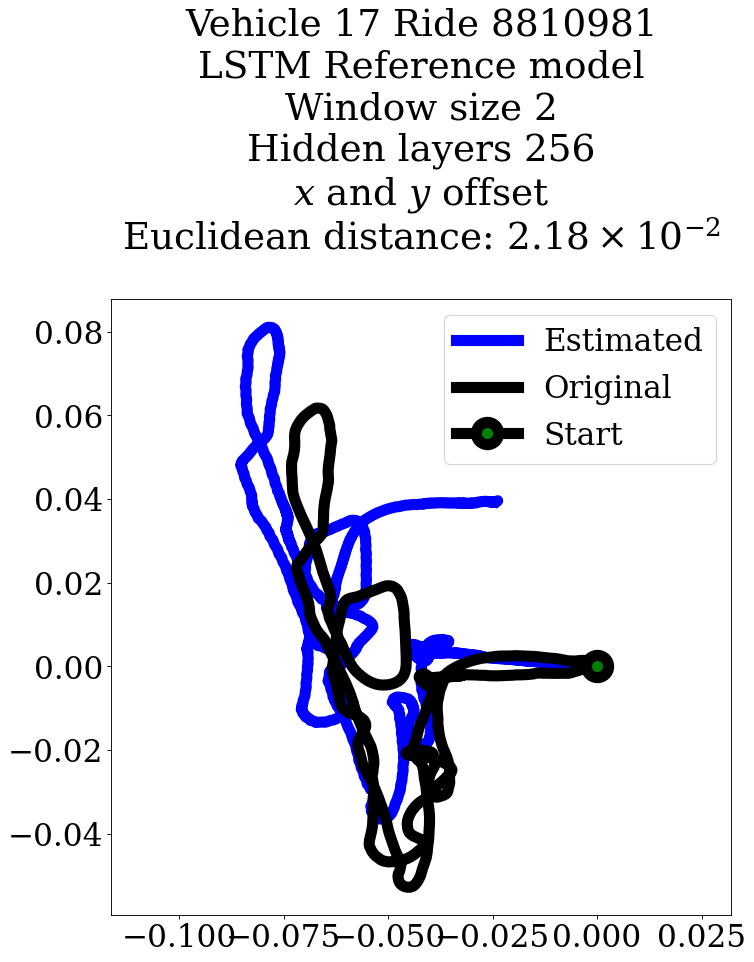 Vehicle 17 Ride 8810981
LSTM Reference model
Window size 2
Hidden layers 256
x and y offset
Euclidean distance: 2.18 × 10⁻²
Estimated
Original
Start
0.08
0.06
0.04
0.02
0.00
−0.02
−0.04
−0.100 −0.075 −0.050 −0.025 0.000 0.025